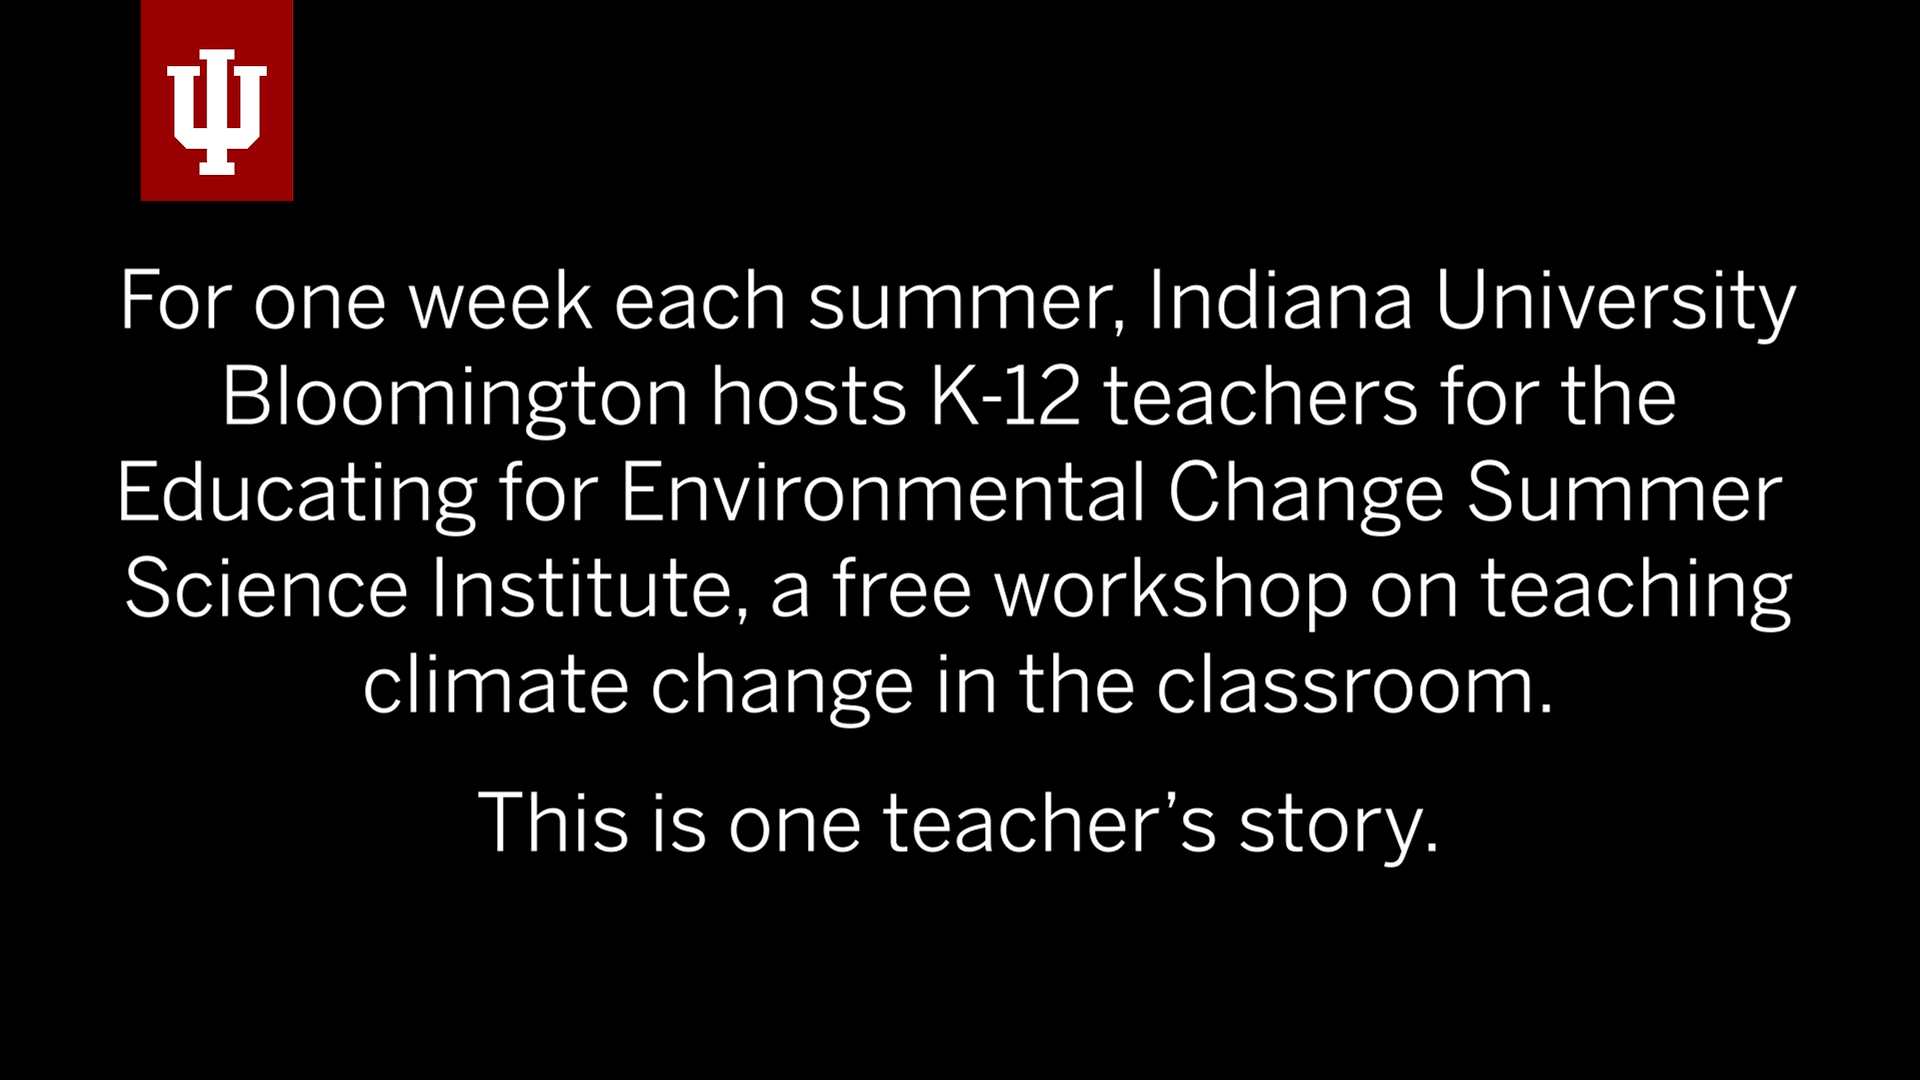 For one week each summer, Indiana University
Bloomington hosts K-12 teachers for the
Educating for Environmental Change Summer
Science Institute, a free workshop on teaching
climate change in the classroom.
This is one teacher’s story.